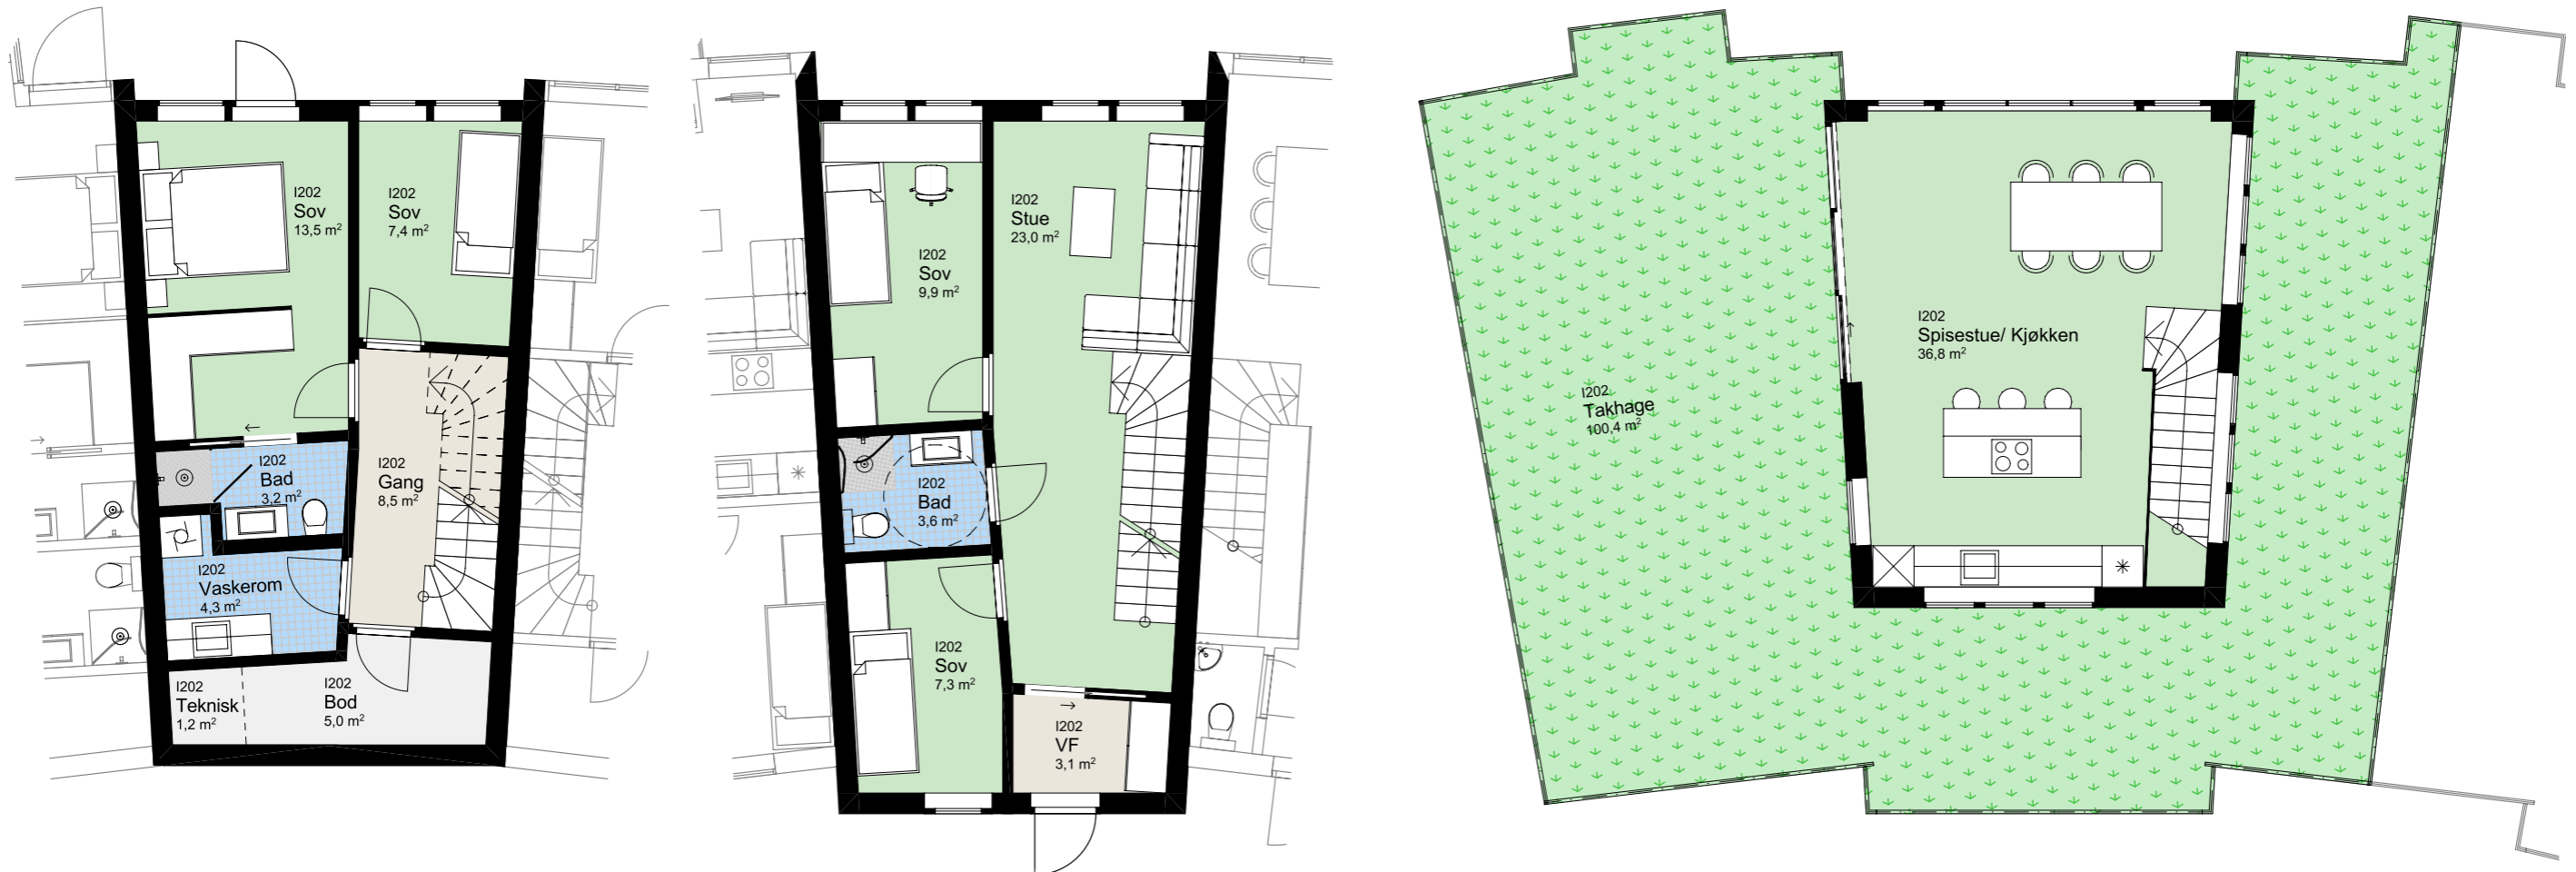 I202
Sov
13,5 m²
I202
Sov
7,4 m²
I202
Bad
3,2 m²
I202
Gang
8,5 m²
I202
Vaskerom
4,3 m²
I202
Teknisk
1,2 m²
I202
Bod
5,0 m²
I202
Stue
23,0 m²
I202
Sov
9,9 m²
I202
Bad
3,6 m²
I202
Sov
7,3 m²
I202
VF
3,1 m²
I202
Spisestue/ Kjøkken
36,8 m²
I202
Takhage
100,4 m²